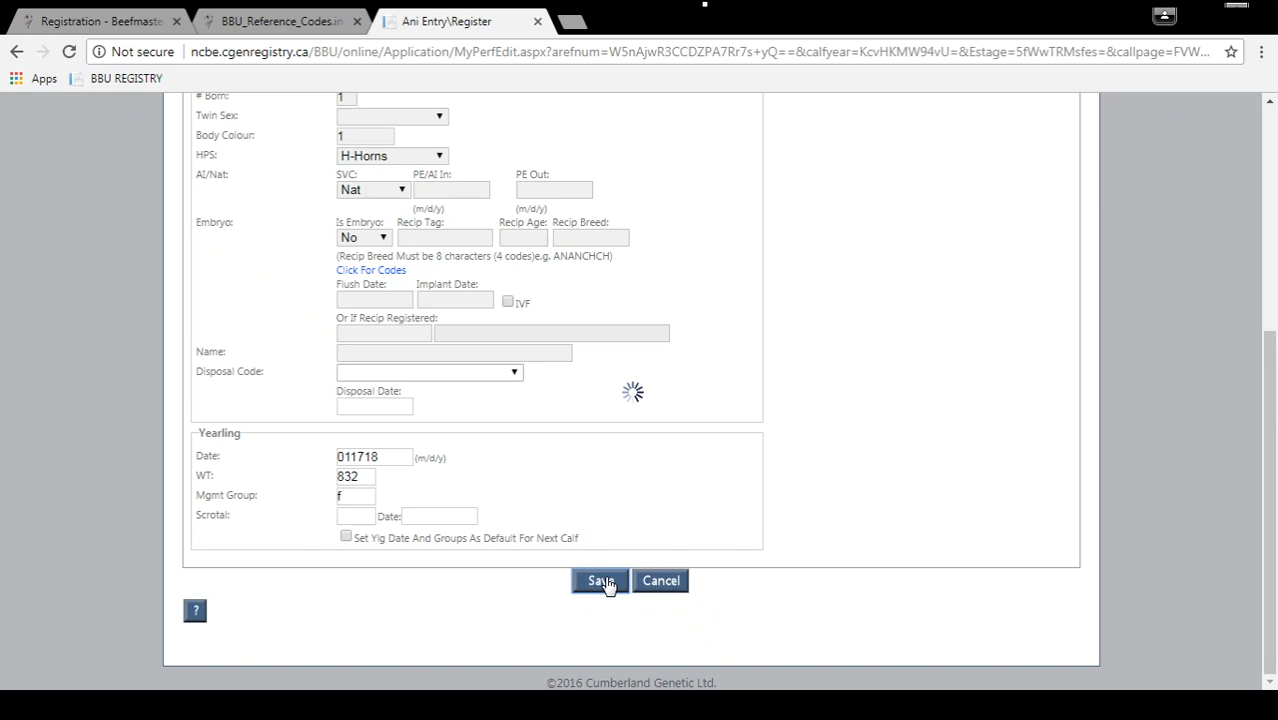 Registration - Beefmaste
BBU_Reference_Codes.in
Ani Entry\Register
Not secure ncbe.cgenregistry.ca/BBU/online/Application/MyPerfEdit.aspx?arefnum=W5nAjwR3CCDZPA7Rr7s+yQ==&calfyear=KcvHKMW94vU=&Estage=5fWwTRMsfes=&callpage=FVW...
Apps BBU REGISTRY
# Born: 1
Twin Sex:
Body Colour: 1
HPS: H-Horns
AI/Nat: SVC: PE/AI In: PE Out:
Nat
(m/d/y) (m/d/y)
Embryo: Is Embryo: Recip Tag: Recip Age: Recip Breed:
No
(Recip Breed Must be 8 characters (4 codes)e.g. ANANCHCH)
Click For Codes
Flush Date: Implant Date:
IVF
Or If Recip Registered:
Name:
Disposal Code:
Disposal Date:
Yearling
Date: 011718 (m/d/y)
WT: 832
Mgmt Group: f
Scrotal: Date:
Set Ylg Date And Groups As Default For Next Calf
Save Cancel
?
©2016 Cumberland Genetic Ltd.